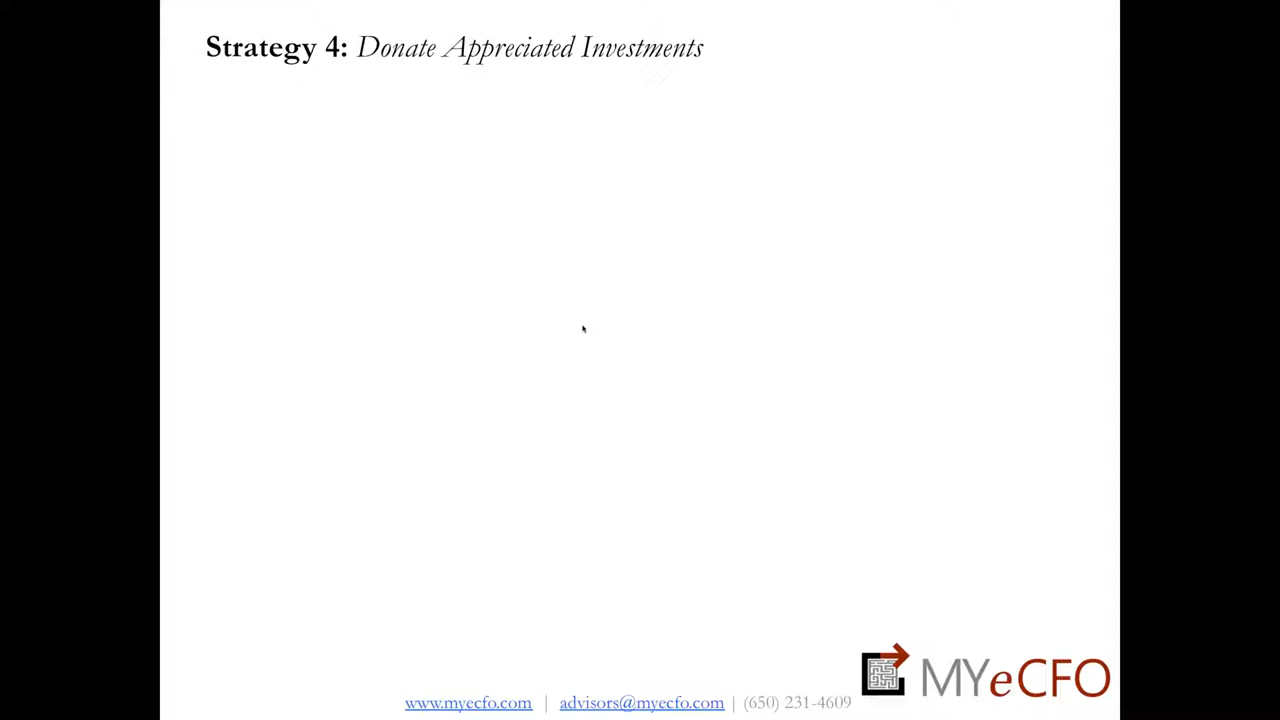 Strategy 4: Donate Appreciated Investments
MYeCFO
www.myecfo.com | advisors@myecfo.com | (650) 231-4609